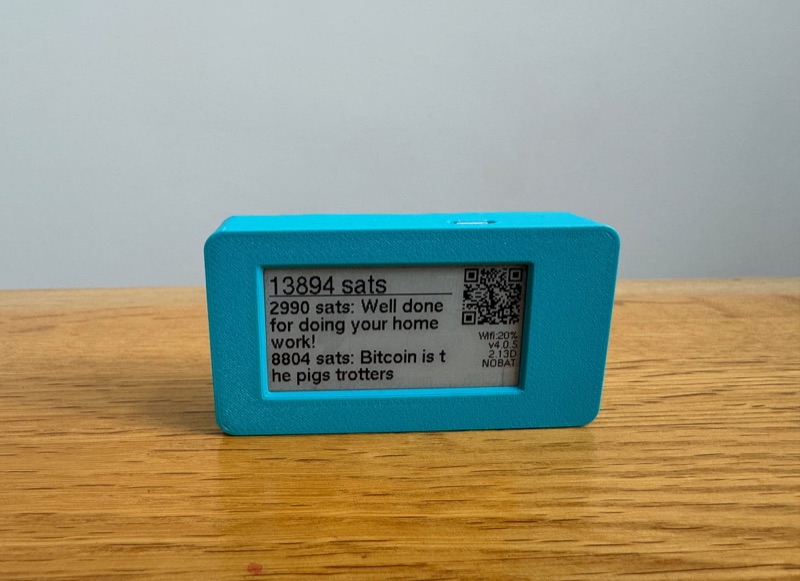 13894 sats
2990 sats: Well done
for doing your home
work!
8804 sats: Bitcoin is t
he pigs trotters
Wifi:20%
v4.0.5
2.13D
NOBAT